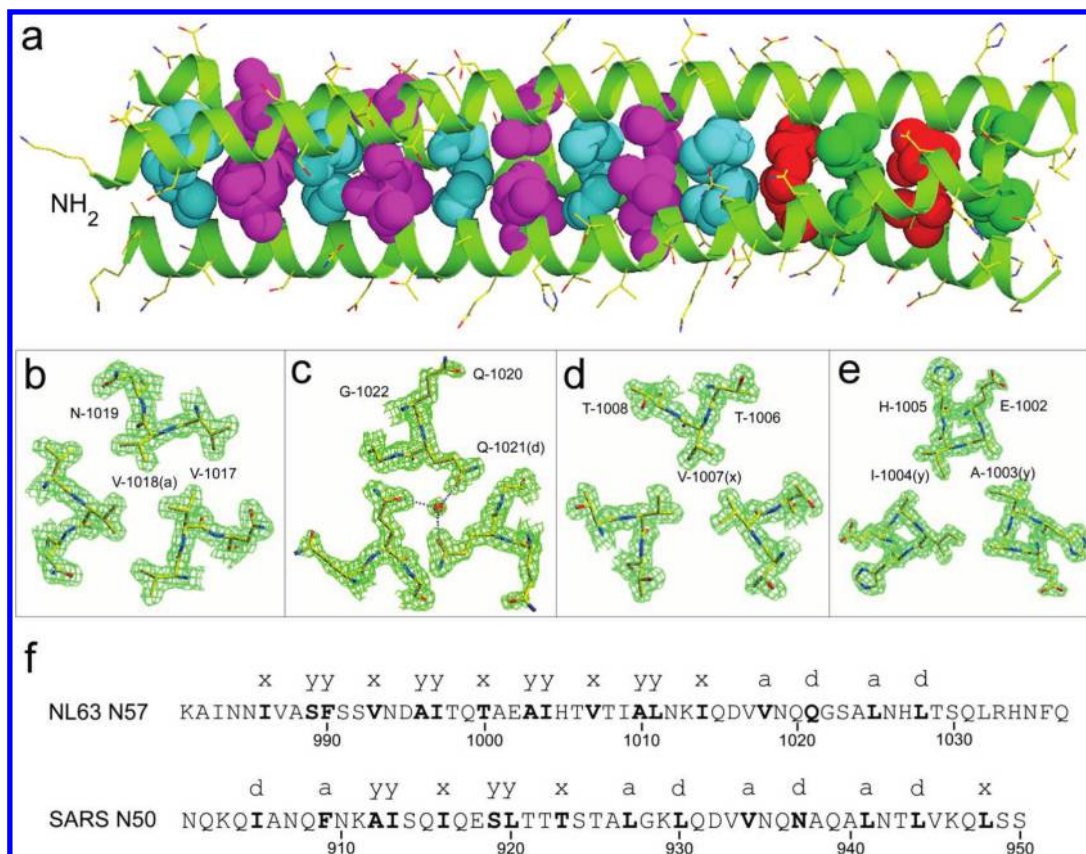 a
NH2
b
N-1019
V-1018(a)
V-1017
c
G-1022
Q-1020
Q-1021(d)
d
T-1008
T-1006
V-1007(x)
e
H-1005
E-1002
I-1004(y)
A-1003(y)
f
x yy x yy x yy x yy x a d a d
NL63 N57 KAINNIVASFSSVNDAITQTAEAIHTVTIALNKIQDVVNQQGSALNHLTSQLRHNFQ
990 1000 1010 1020 1030
d a yy x yy x a d a d a d x
SARS N50 NQKQIANQFNKAISQIQESLTTTSTALGKLQDVVNQNAQALNTLVKQLSS
910 920 930 940 950